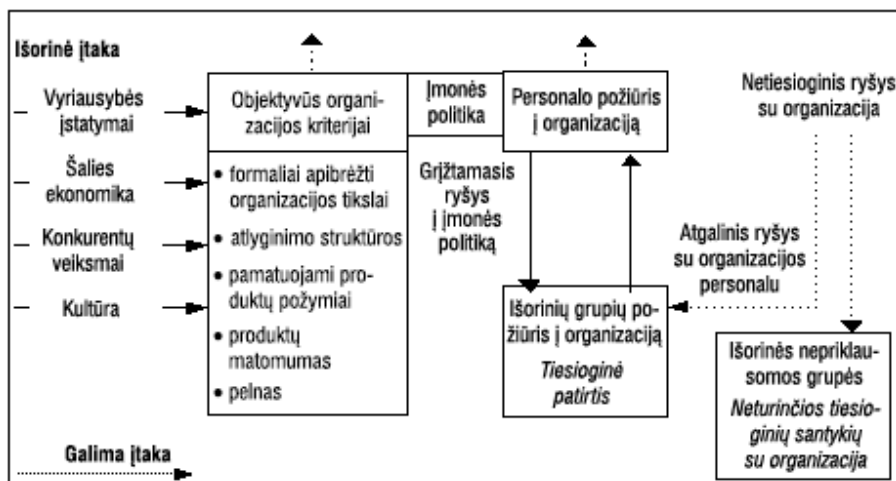 Išorinė įtaka
Vyriausybės
įstatymai
Šalies
ekonomika
Konkurentų
veiksmai
Kultūra
Galima įtaka
Objektyvūs organi-
zacijos kriterijai
• formaliai apibrėžti
organizacijos tikslai
• atlyginimo struktūros
• pamatuojami pro-
duktų požymiai
• produktų
matomumas
• pelnas
Įmonės
politika
Grįžtamasis
ryšys
į įmonės
politiką
Personalo požiūris
į organizaciją
Išorinių grupių po-
žiūris į organizaciją
Tiesioginė
patirtis
Netiesioginis ryšys
su organizacija
Atgalinis ryšys
su organizacijos
personalu
Išorinės nepriklau-
somos grupės
Neturinčios tiesio-
ginių santykių
su organizacija